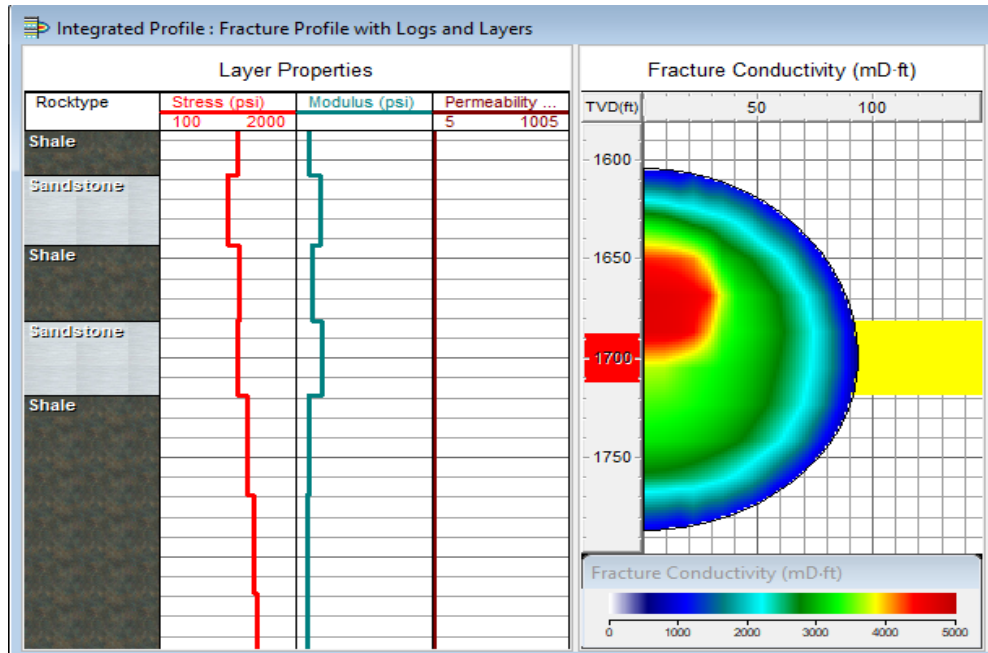 Integrated Profile : Fracture Profile with Logs and Layers
Layer Properties
Rocktype Stress (psi) Modulus (psi) Permeability ...
100 2000 5 1005
Shale
Sandstone
Shale
Sandstone
Shale
Fracture Conductivity (mD·ft)
TVD(ft) 50 100
1600
1650
1700
1750
Fracture Conductivity (mD·ft)
0 1000 2000 3000 4000 5000